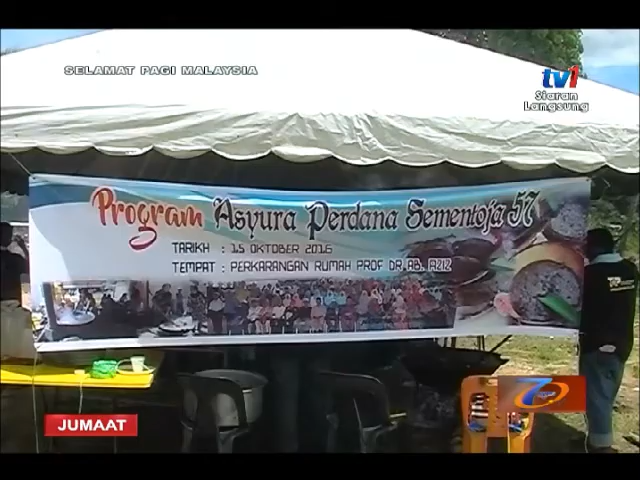 SELAMAT PAGI MALAYSIA
tv1
Siaran
Langsung
Program Asyura Perdana Sementoja 57
TARIKH : 15 OKTOBER 2016
TEMPAT : PERKARANGAN RUMAH PROF DR AB. AZIZ
7
JUMAAT